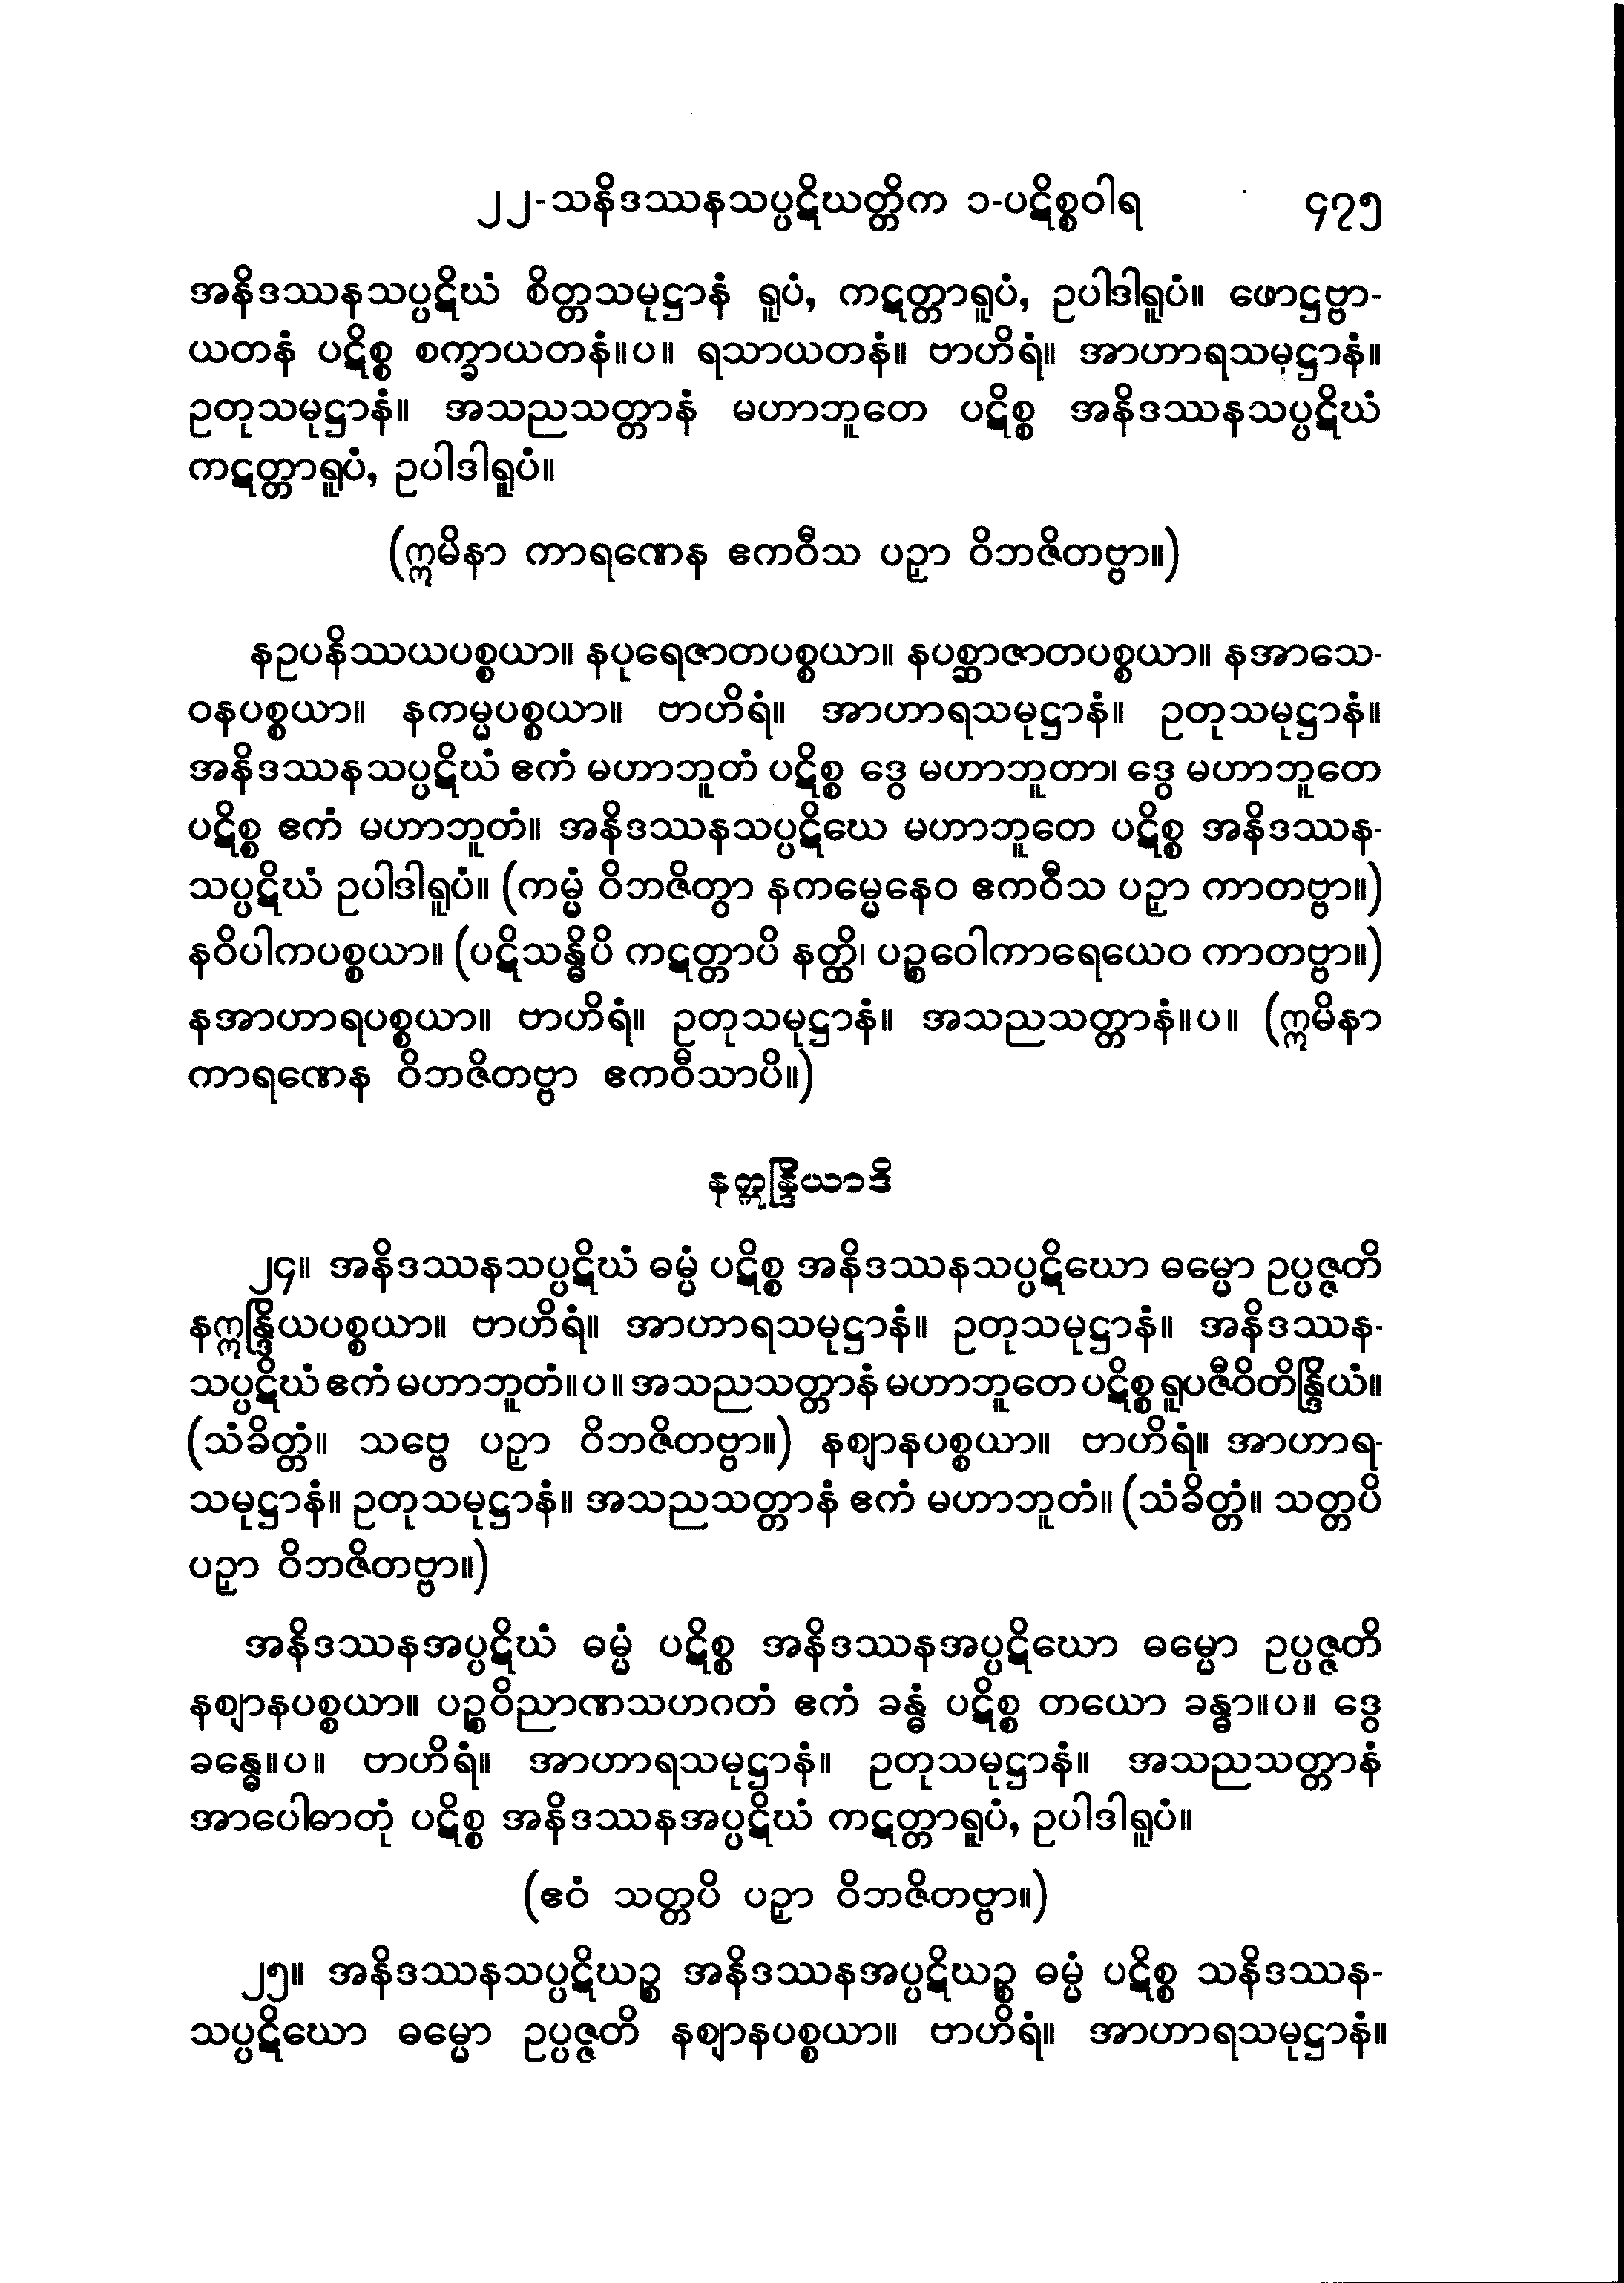 ၂၂-သနိဒဿနသပ္ပဋိဃတ္တိက ၁-ပဋိစ္စဝါရ ၄၇၅
အနိဒဿနသပ္ပဋိဃံ စိတ္တသမုဋ္ဌာနံ ရူပံ, ကဋတ္တာရူပံ, ဥပါဒါရူပံ။ ဖောဋ္ဌဗ္ဗာ-
ယတနံ ပဋိစ္စ စက္ခာယတနံ။ပ။ ရသာယတနံ။ ဗာဟိရံ။ အာဟာရသမုဋ္ဌာနံ။
ဥတုသမုဋ္ဌာနံ။ အသညသတ္တာနံ မဟာဘူတေ ပဋိစ္စ အနိဒဿနသပ္ပဋိဃံ
ကဋတ္တာရူပံ, ဥပါဒါရူပံ။
(ဣမိနာ ကာရဏေန ဧကဝီသ ပဉှာ ဝိဘဇိတဗ္ဗာ။)
နဥပနိဿယပစ္စယာ။ နပုရေဇာတပစ္စယာ။ နပစ္ဆာဇာတပစ္စယာ။ နအာသေ-
ဝနပစ္စယာ။ နကမ္မပစ္စယာ။ ဗာဟိရံ။ အာဟာရသမုဋ္ဌာနံ။ ဥတုသမုဋ္ဌာနံ။
အနိဒဿနသပ္ပဋိဃံ ဧကံ မဟာဘူတံ ပဋိစ္စ ဒွေ မဟာဘူတာ၊ ဒွေ မဟာဘူတေ
ပဋိစ္စ ဧကံ မဟာဘူတံ။ အနိဒဿနသပ္ပဋိဃေ မဟာဘူတေ ပဋိစ္စ အနိဒဿန-
သပ္ပဋိဃံ ဥပါဒါရူပံ။ (ကမ္မံ ဝိဘဇိတွာ နကမ္မေနေဝ ဧကဝီသ ပဉှာ ကာတဗ္ဗာ။)
နဝိပါကပစ္စယာ။ (ပဋိသန္ဓိပိ ကဋတ္တာပိ နတ္ထိ၊ ပဉ္စဝေါကာရေယေဝ ကာတဗ္ဗာ။)
နအာဟာရပစ္စယာ။ ဗာဟိရံ။ ဥတုသမုဋ္ဌာနံ။ အသညသတ္တာနံ။ပ။ (ဣမိနာ
ကာရဏေန ဝိဘဇိတဗ္ဗာ ဧကဝီသာပိ။)
နဣန္ဒြိယာဒိ
၂၄။ အနိဒဿနသပ္ပဋိဃံ ဓမ္မံ ပဋိစ္စ အနိဒဿနသပ္ပဋိဃော ဓမ္မော ဥပ္ပဇ္ဇတိ
နဣန္ဒြိယပစ္စယာ။ ဗာဟိရံ။ အာဟာရသမုဋ္ဌာနံ။ ဥတုသမုဋ္ဌာနံ။ အနိဒဿန-
သပ္ပဋိဃံ ဧကံ မဟာဘူတံ။ပ။ အသညသတ္တာနံ မဟာဘူတေ ပဋိစ္စ ရူပဇီဝိတိန္ဒြိယံ။
(သံခိတ္တံ။ သဗ္ဗေ ပဉှာ ဝိဘဇိတဗ္ဗာ။) နဈာနပစ္စယာ။ ဗာဟိရံ။ အာဟာရ-
သမုဋ္ဌာနံ။ ဥတုသမုဋ္ဌာနံ။ အသညသတ္တာနံ ဧကံ မဟာဘူတံ။ (သံခိတ္တံ။ သတ္တပိ
ပဉှာ ဝိဘဇိတဗ္ဗာ။)
အနိဒဿနအပ္ပဋိဃံ ဓမ္မံ ပဋိစ္စ အနိဒဿနအပ္ပဋိဃော ဓမ္မော ဥပ္ပဇ္ဇတိ
နဈာနပစ္စယာ။ ပဉ္စဝိညာဏသဟဂတံ ဧကံ ခန္ဓံ ပဋိစ္စ တယော ခန္ဓာ။ပ။ ဒွေ
ခန္ဓေ။ပ။ ဗာဟိရံ။ အာဟာရသမုဋ္ဌာနံ။ ဥတုသမုဋ္ဌာနံ။ အသညသတ္တာနံ
အာပေါဓာတုံ ပဋိစ္စ အနိဒဿနအပ္ပဋိဃံ ကဋတ္တာရူပံ, ဥပါဒါရူပံ။
(ဧဝံ သတ္တပိ ပဉှာ ဝိဘဇိတဗ္ဗာ။)
၂၅။ အနိဒဿနသပ္ပဋိဃဉ္စ အနိဒဿနအပ္ပဋိဃဉ္စ ဓမ္မံ ပဋိစ္စ သနိဒဿန-
သပ္ပဋိဃော ဓမ္မော ဥပ္ပဇ္ဇတိ နဈာနပစ္စယာ။ ဗာဟိရံ။ အာဟာရသမုဋ္ဌာနံ။